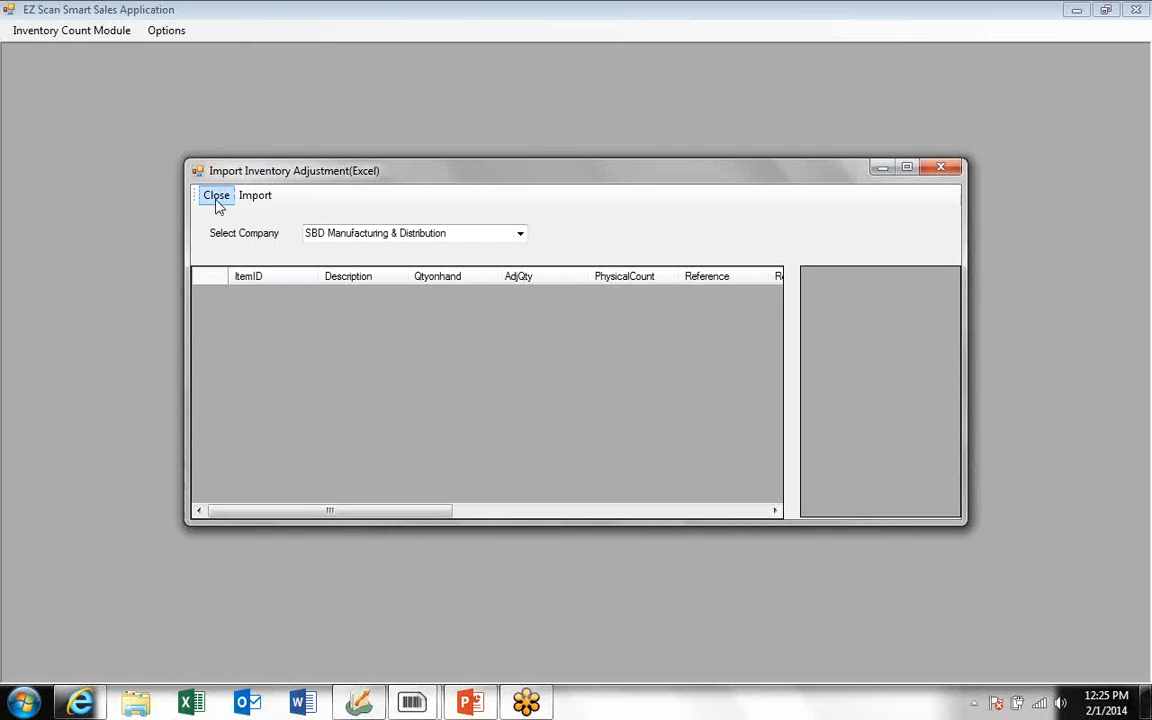 EZ Scan Smart Sales Application
Inventory Count Module Options
Import Inventory Adjustment(Excel)
Close Import
Select Company SBD Manufacturing & Distribution
ItemID Description Qtyonhand AdjQty PhysicalCount Reference
12:25 PM
2/1/2014